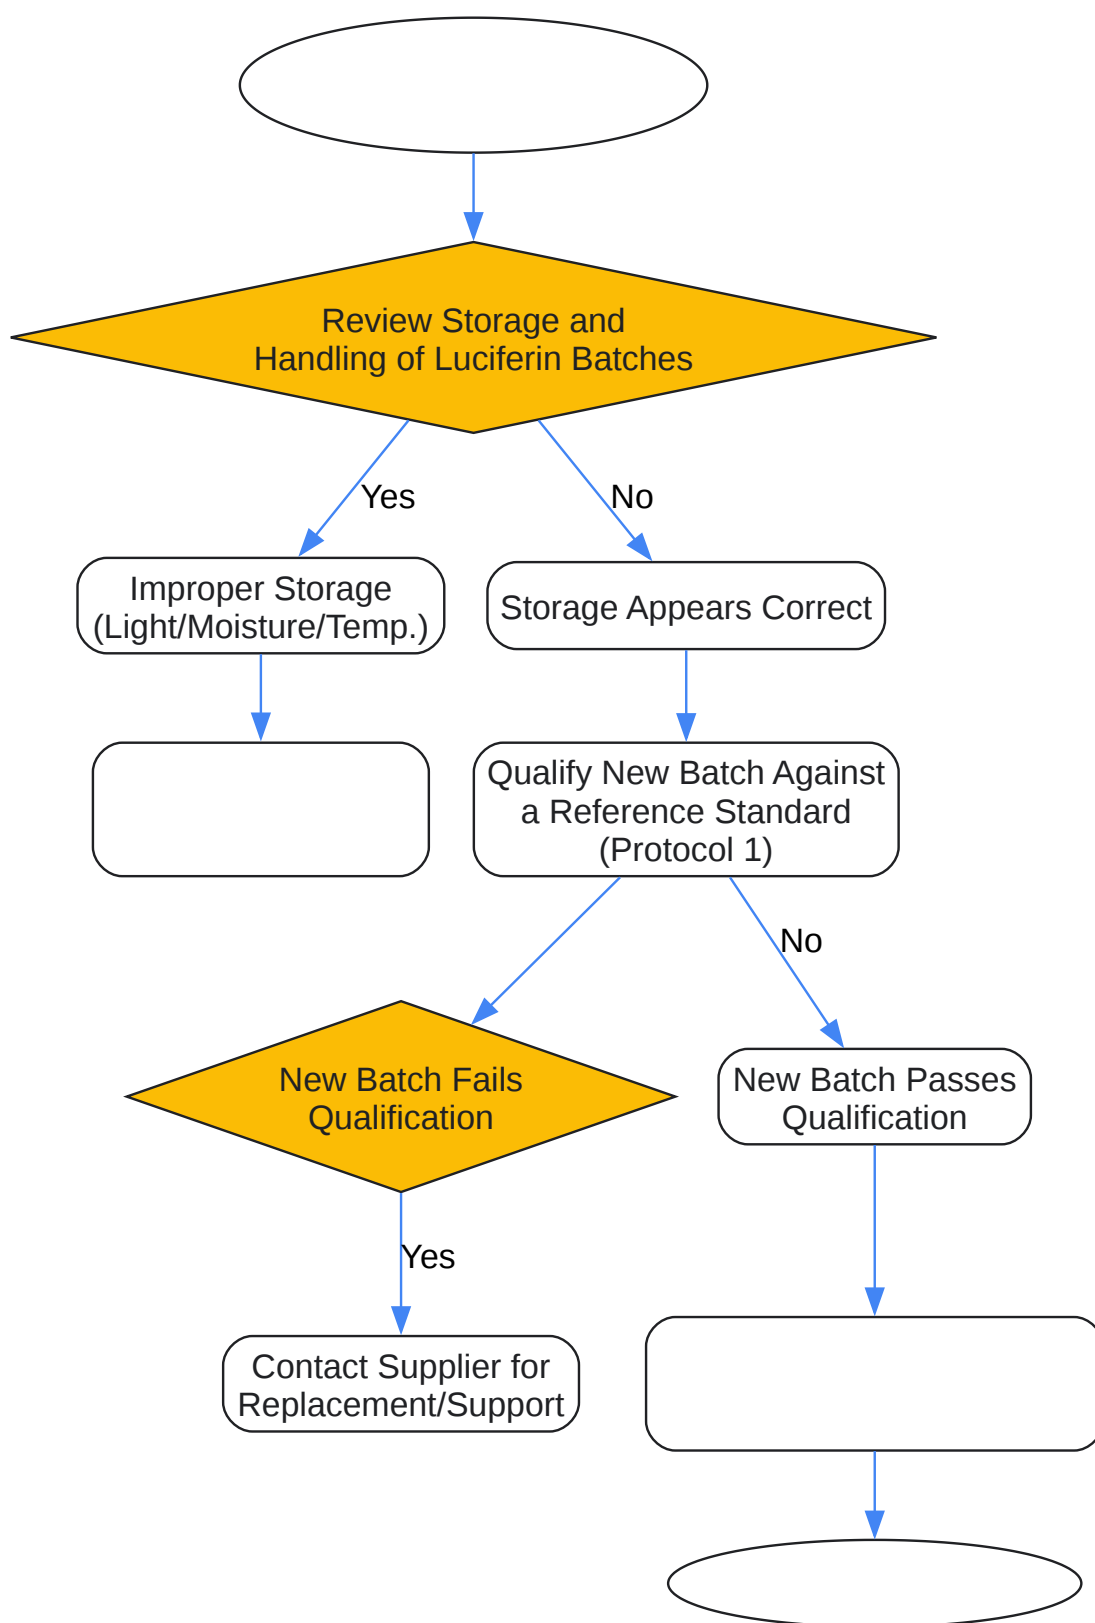 Review Storage and
Handling of Luciferin Batches
Yes
No
Improper Storage
(Light/Moisture/Temp.)
Storage Appears Correct
Qualify New Batch Against
a Reference Standard
(Protocol 1)
No
New Batch Fails
Qualification
New Batch Passes
Qualification
Yes
Contact Supplier for
Replacement/Support